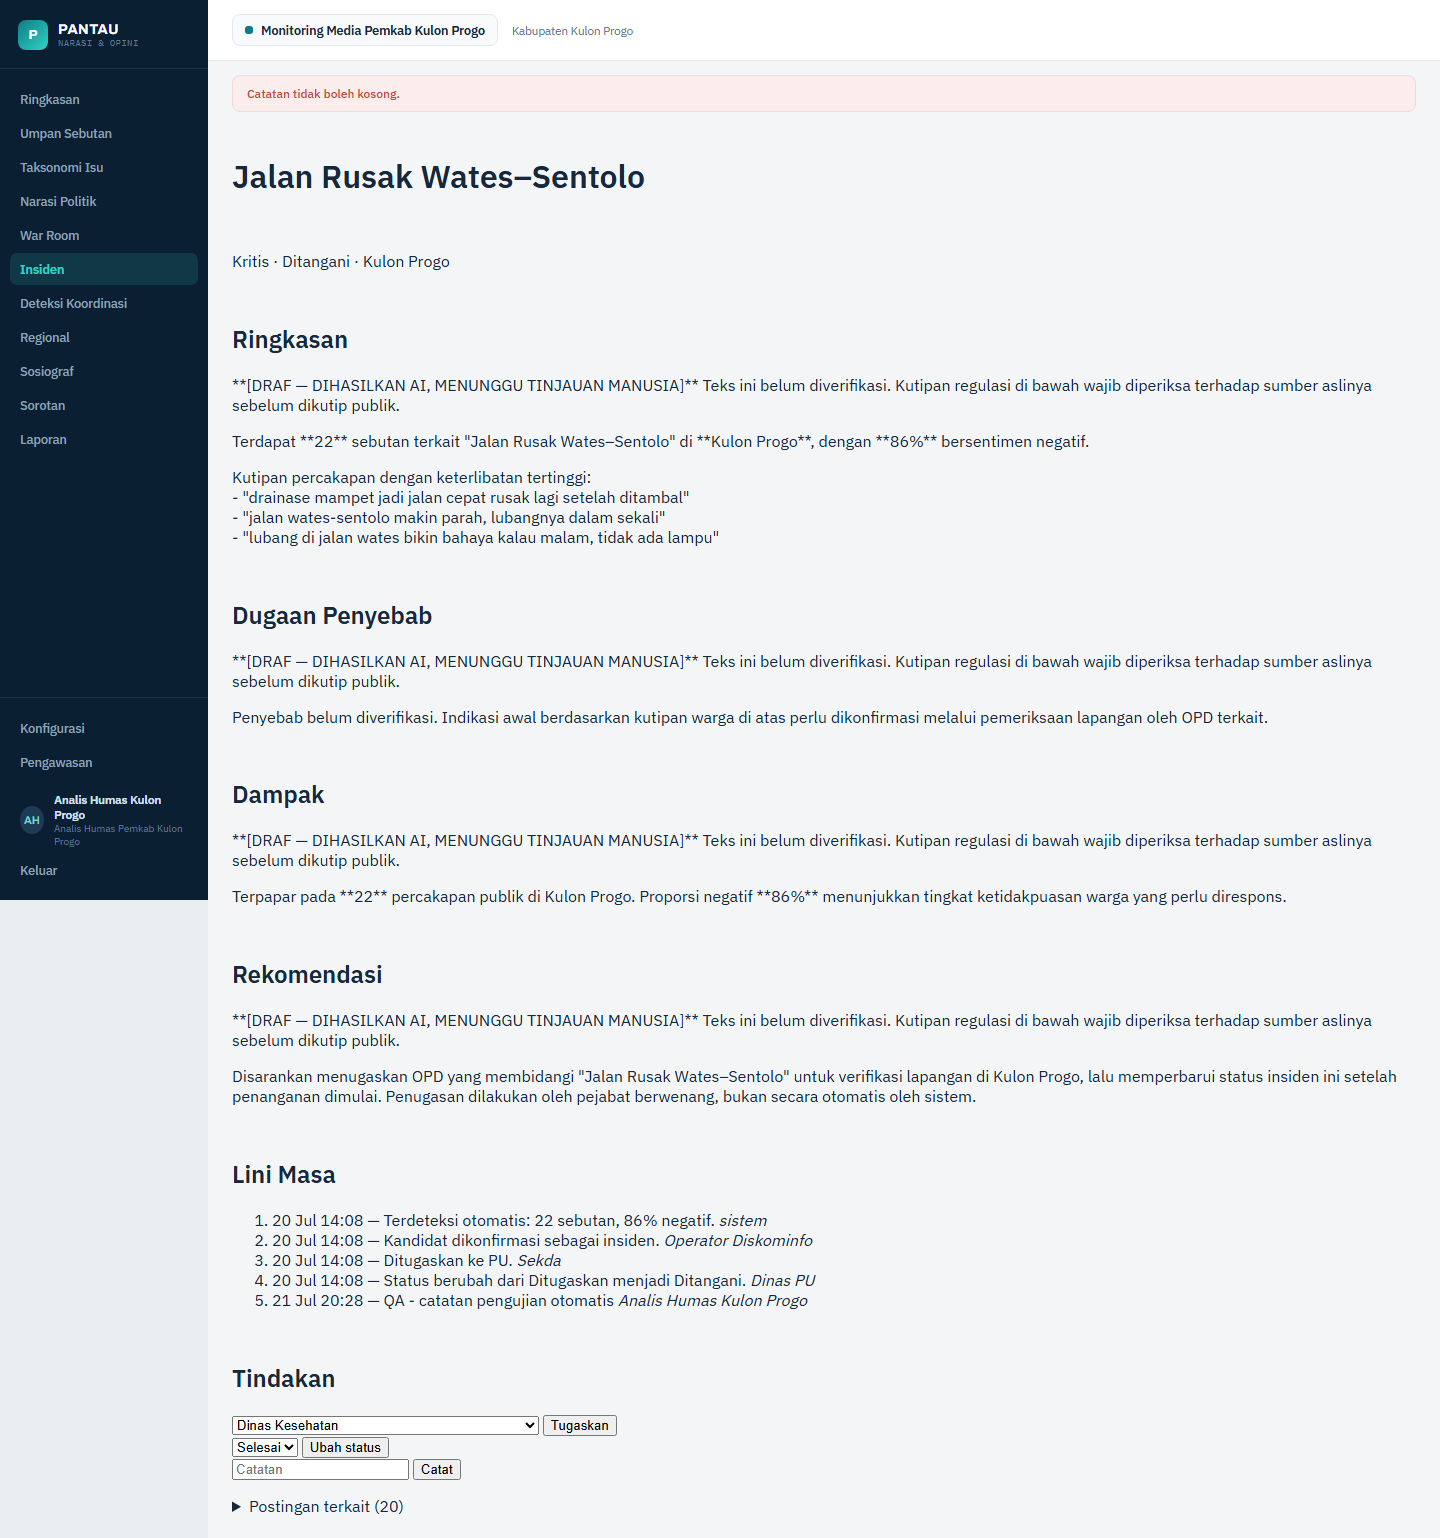 P
PANTAU
NARASI & OPINI
Ringkasan
Umpan Sebutan
Taksonomi Isu
Narasi Politik
War Room
Insiden
Deteksi Koordinasi
Regional
Sosiograf
Sorotan
Laporan
Konfigurasi
Pengawasan
AH
Analis Humas Kulon
Progo
Analis Humas Pemkab Kulon
Progo
Keluar
Monitoring Media Pemkab Kulon Progo
Kabupaten Kulon Progo
Catatan tidak boleh kosong.
Jalan Rusak Wates–Sentolo
Kritis · Ditangani · Kulon Progo
Ringkasan
**[DRAF — DIHASILKAN AI, MENUNGGU TINJAUAN MANUSIA]** Teks ini belum diverifikasi. Kutipan regulasi di bawah wajib diperiksa terhadap sumber aslinya
sebelum dikutip publik.
Terdapat **22** sebutan terkait "Jalan Rusak Wates–Sentolo" di **Kulon Progo**, dengan **86%** bersentimen negatif.
Kutipan percakapan dengan keterlibatan tertinggi:
- "drainase mampet jadi jalan cepat rusak lagi setelah ditambal"
- "jalan wates-sentolo makin parah, lubangnya dalam sekali"
- "lubang di jalan wates bikin bahaya kalau malam, tidak ada lampu"
Dugaan Penyebab
**[DRAF — DIHASILKAN AI, MENUNGGU TINJAUAN MANUSIA]** Teks ini belum diverifikasi. Kutipan regulasi di bawah wajib diperiksa terhadap sumber aslinya
sebelum dikutip publik.
Penyebab belum diverifikasi. Indikasi awal berdasarkan kutipan warga di atas perlu dikonfirmasi melalui pemeriksaan lapangan oleh OPD terkait.
Dampak
**[DRAF — DIHASILKAN AI, MENUNGGU TINJAUAN MANUSIA]** Teks ini belum diverifikasi. Kutipan regulasi di bawah wajib diperiksa terhadap sumber aslinya
sebelum dikutip publik.
Terpapar pada **22** percakapan publik di Kulon Progo. Proporsi negatif **86%** menunjukkan tingkat ketidakpuasan warga yang perlu direspons.
Rekomendasi
**[DRAF — DIHASILKAN AI, MENUNGGU TINJAUAN MANUSIA]** Teks ini belum diverifikasi. Kutipan regulasi di bawah wajib diperiksa terhadap sumber aslinya
sebelum dikutip publik.
Disarankan menugaskan OPD yang membidangi "Jalan Rusak Wates–Sentolo" untuk verifikasi lapangan di Kulon Progo, lalu memperbarui status insiden ini setelah
penanganan dimulai. Penugasan dilakukan oleh pejabat berwenang, bukan secara otomatis oleh sistem.
Lini Masa
1. 20 Jul 14:08 — Terdeteksi otomatis: 22 sebutan, 86% negatif. sistem
2. 20 Jul 14:08 — Kandidat dikonfirmasi sebagai insiden. Operator Diskominfo
3. 20 Jul 14:08 — Ditugaskan ke PU. Sekda
4. 20 Jul 14:08 — Status berubah dari Ditugaskan menjadi Ditangani. Dinas PU
5. 21 Jul 20:28 — QA - catatan pengujian otomatis Analis Humas Kulon Progo
Tindakan
Dinas Kesehatan Tugaskan
Selesai Ubah status
Catatan Catat
Postingan terkait (20)